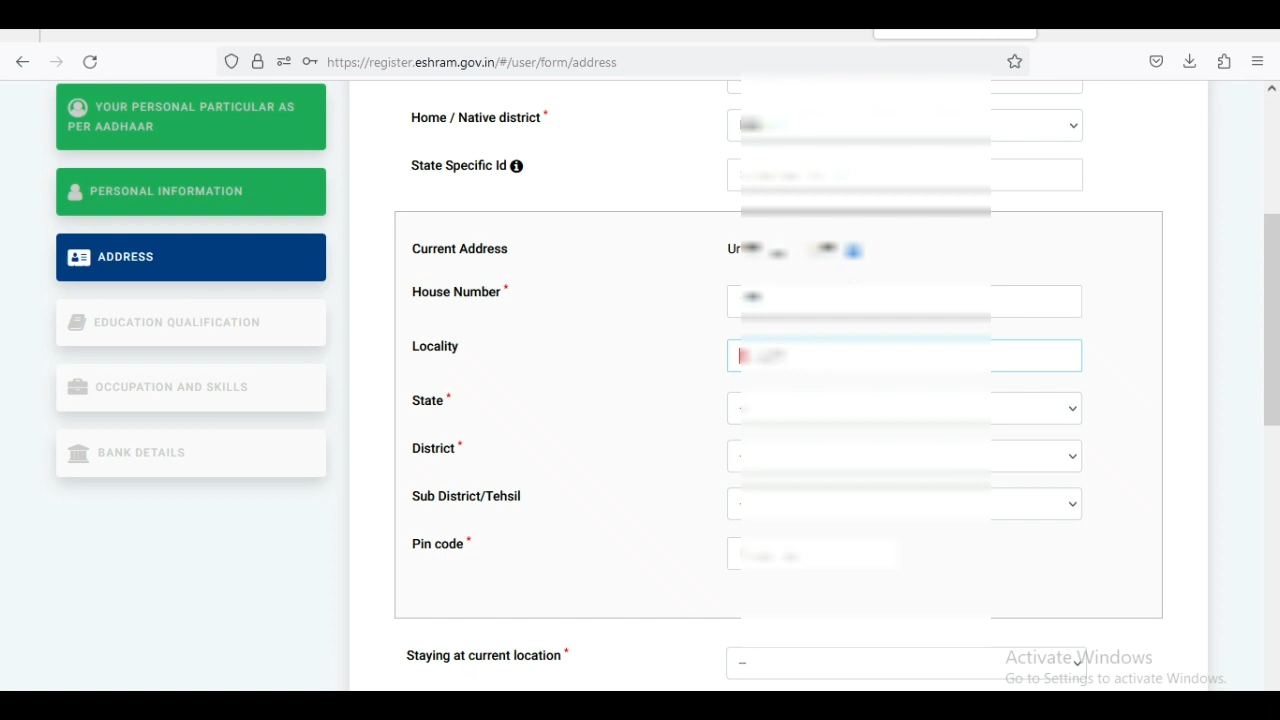 https://register.eshram.gov.in/#/user/form/address
YOUR PERSONAL PARTICULAR AS
PER AADHAAR
PERSONAL INFORMATION
ADDRESS
EDUCATION QUALIFICATION
OCCUPATION AND SKILLS
BANK DETAILS
Home / Native district *
State Specific Id
Current Address
House Number *
Locality
State *
District *
Sub District/Tehsil
Pin code *
Staying at current location *
--
Activate Windows
Go to Settings to activate Windows.